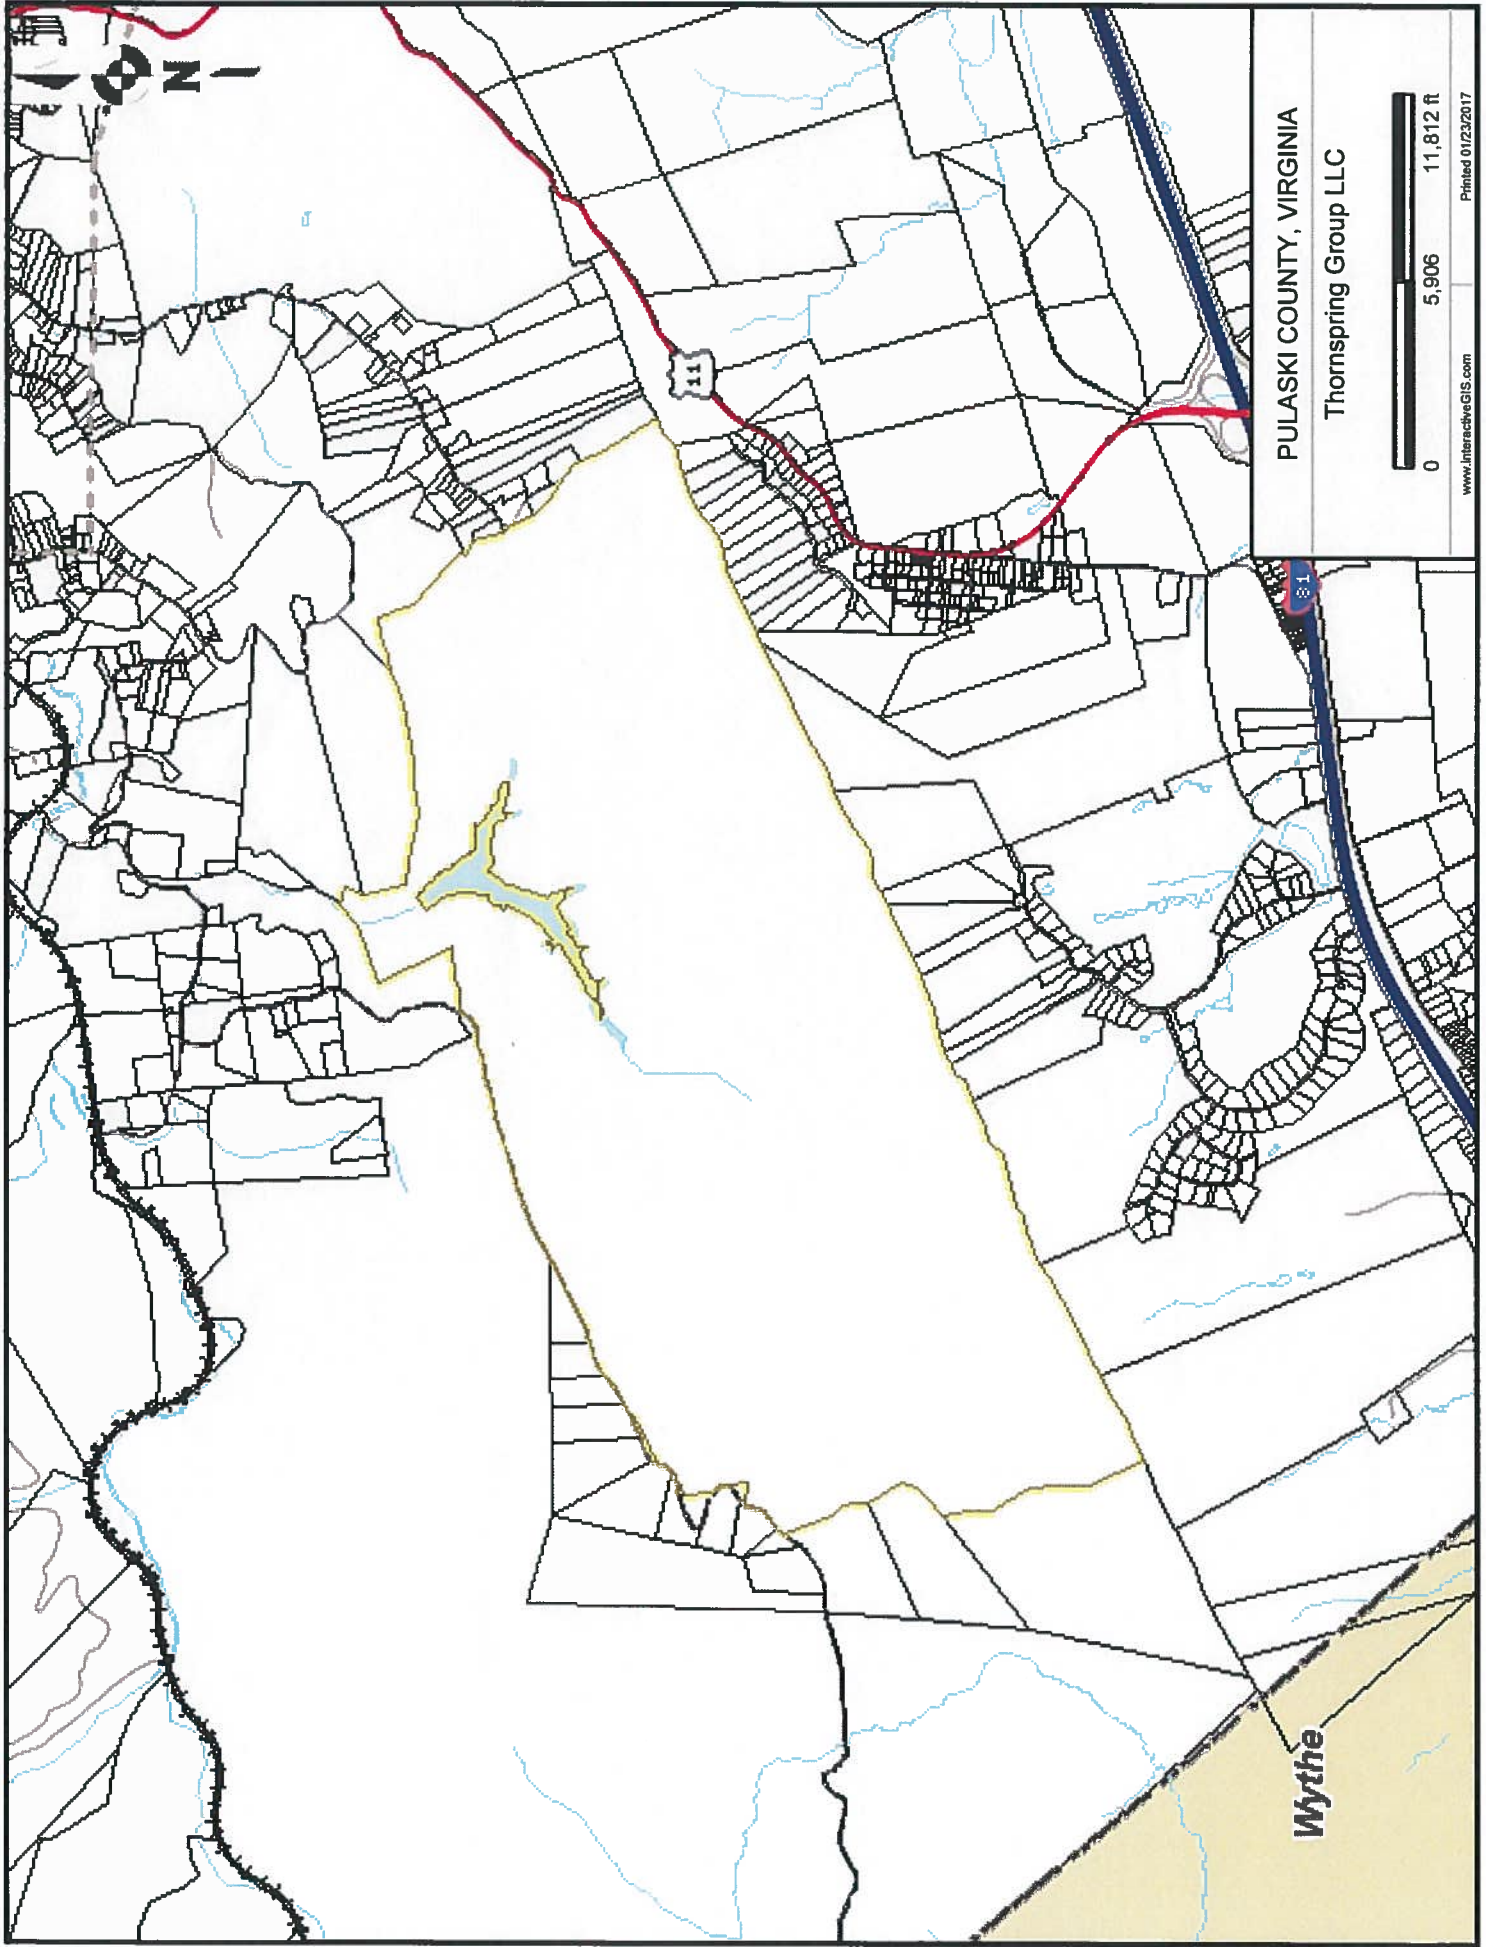 N
11
81
Wythe
PULASKI COUNTY, VIRGINIA
Thornspring Group LLC
0 5,906 11,812 ft
www.interactiveGIS.com Printed 01/23/2017